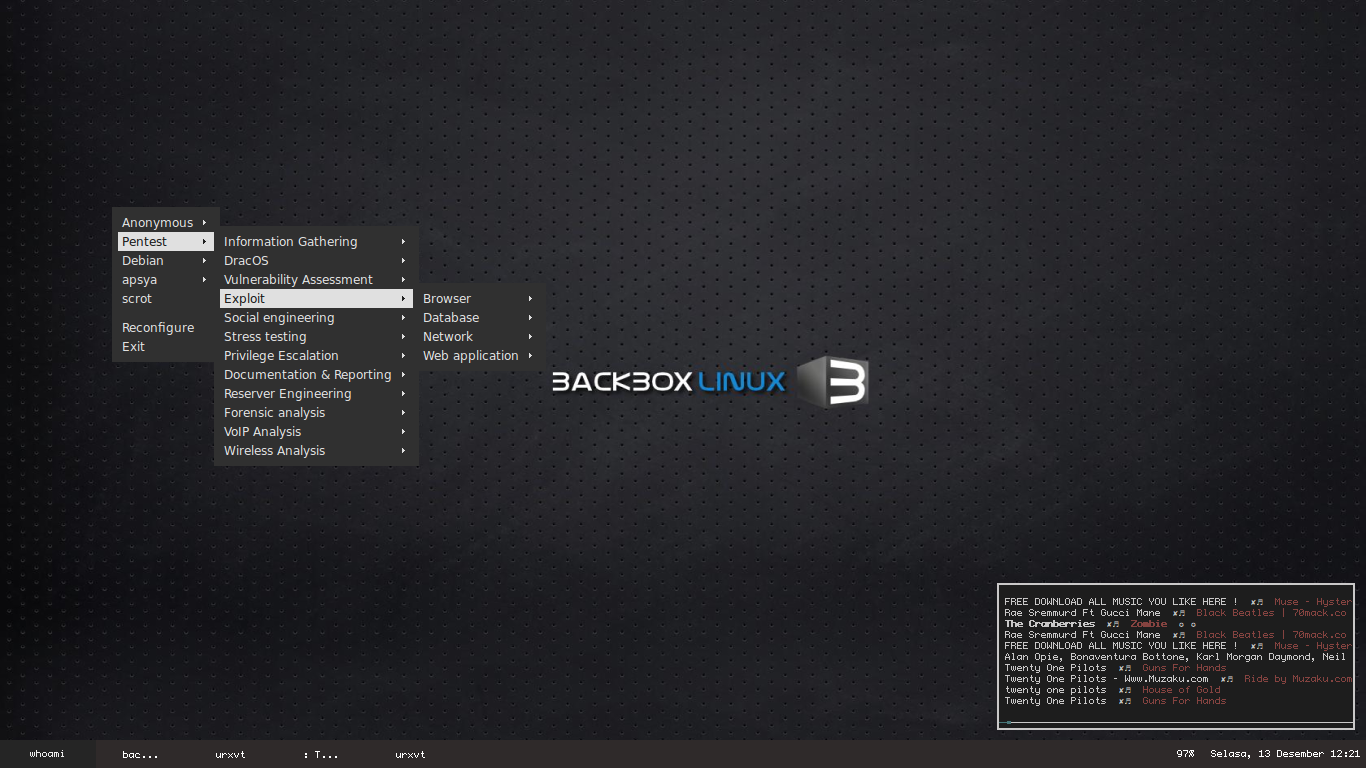 Anonymous
Pentest
Debian
apsya
scrot
Reconfigure
Exit
Information Gathering
DracOS
Vulnerability Assessment
Exploit
Social engineering
Stress testing
Privilege Escalation
Documentation & Reporting
Reserver Engineering
Forensic analysis
VoIP Analysis
Wireless Analysis
Browser
Database
Network
Web application
BACKBOX LINUX
FREE DOWNLOAD ALL MUSIC YOU LIKE HERE ! ✘♬ Muse - Hyster
Rae Sremmurd Ft Gucci Mane ✘♬ Black Beatles | 70mack.co
The Cranberries ✘♬ Zombie
Rae Sremmurd Ft Gucci Mane ✘♬ Black Beatles | 70mack.co
FREE DOWNLOAD ALL MUSIC YOU LIKE HERE ! ✘♬ Muse - Hyster
Alan Opie, Bonaventura Bottone, Karl Morgan Daymond, Neil
Twenty One Pilots ✘♬ Guns For Hands
Twenty One Pilots - Www.Muzaku.com ✘♬ Ride by Muzaku.com
twenty one pilots ✘♬ House of Gold
Twenty One Pilots ✘♬ Guns For Hands
whoami bac... urxvt : T... urxvt 97% Selasa, 13 Desember 12:21